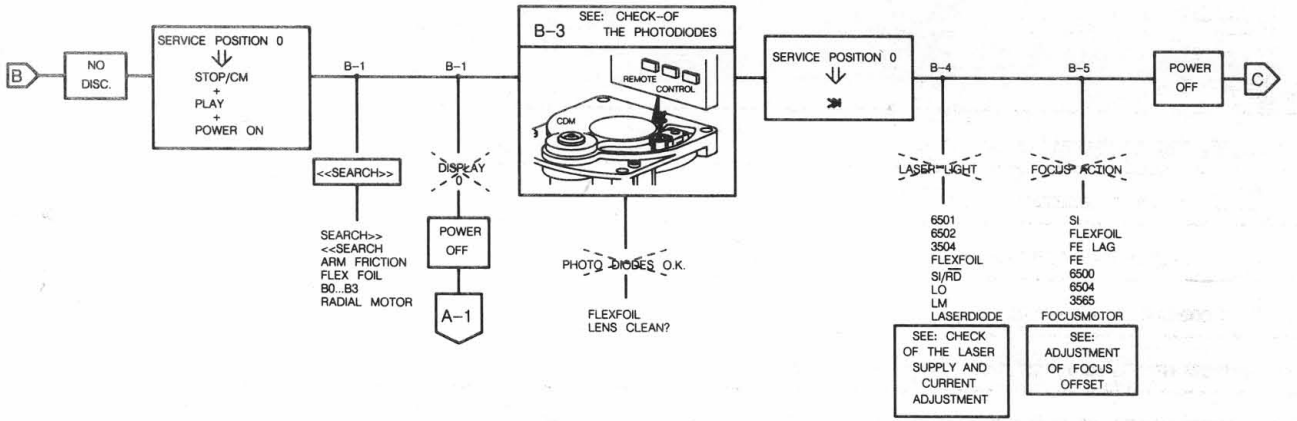 B
NO
DISC.
SERVICE POSITION 0
STOP/CM
+
PLAY
+
POWER ON
B-1
<<SEARCH>>
SEARCH>>
<<SEARCH
ARM FRICTION
FLEX FOIL
B0...B3
RADIAL MOTOR
B-1
DISPLAY
0
POWER
OFF
A-1
B-3
SEE: CHECK-OF
THE PHOTODIODES
REMOTE
CONTROL
CDM
PHOTO DIODES O.K.
FLEXFOIL
LENS CLEAN?
SERVICE POSITION 0
B-4
LASER-LIGHT
6501
6502
3504
FLEXFOIL
SI/R̅D̅
LO
LM
LASERDIODE
SEE: CHECK
OF THE LASER
SUPPLY AND
CURRENT
ADJUSTMENT
B-5
FOCUS ACTION
SI
FLEXFOIL
FE LAG
FE
6500
6504
3565
FOCUSMOTOR
SEE:
ADJUSTMENT
OF FOCUS
OFFSET
POWER
OFF
C